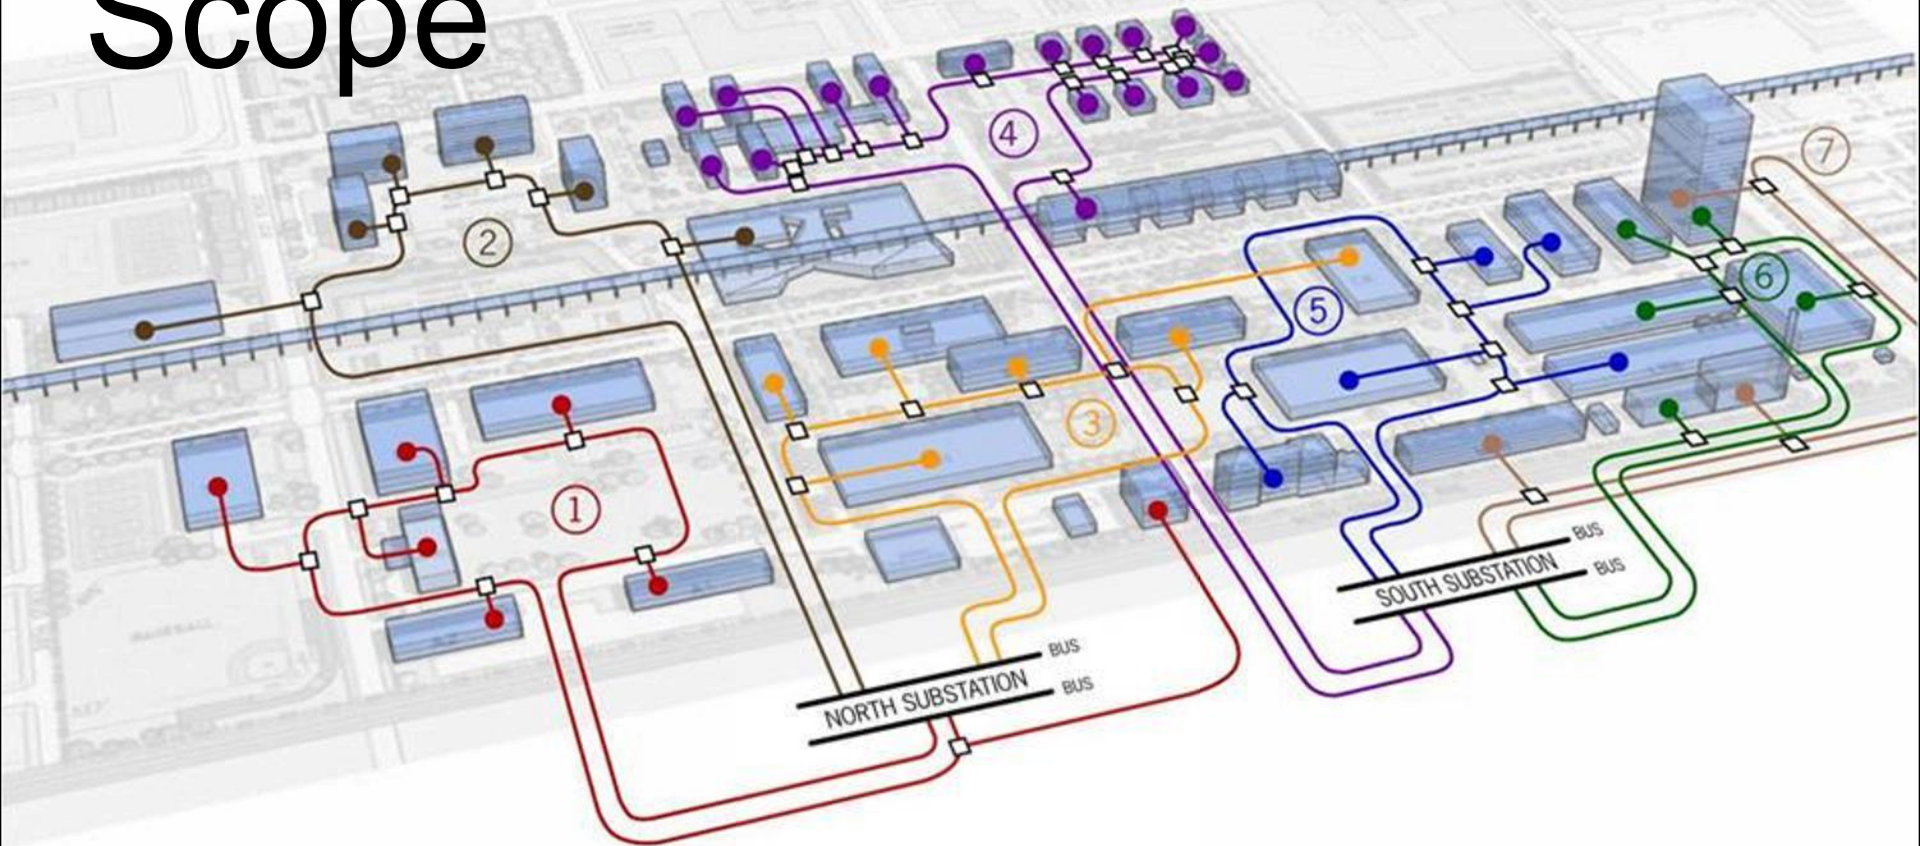 Scope
4
7
2
6
5
3
1
BUS
SOUTH SUBSTATION
BUS
BUS
NORTH SUBSTATION
BUS